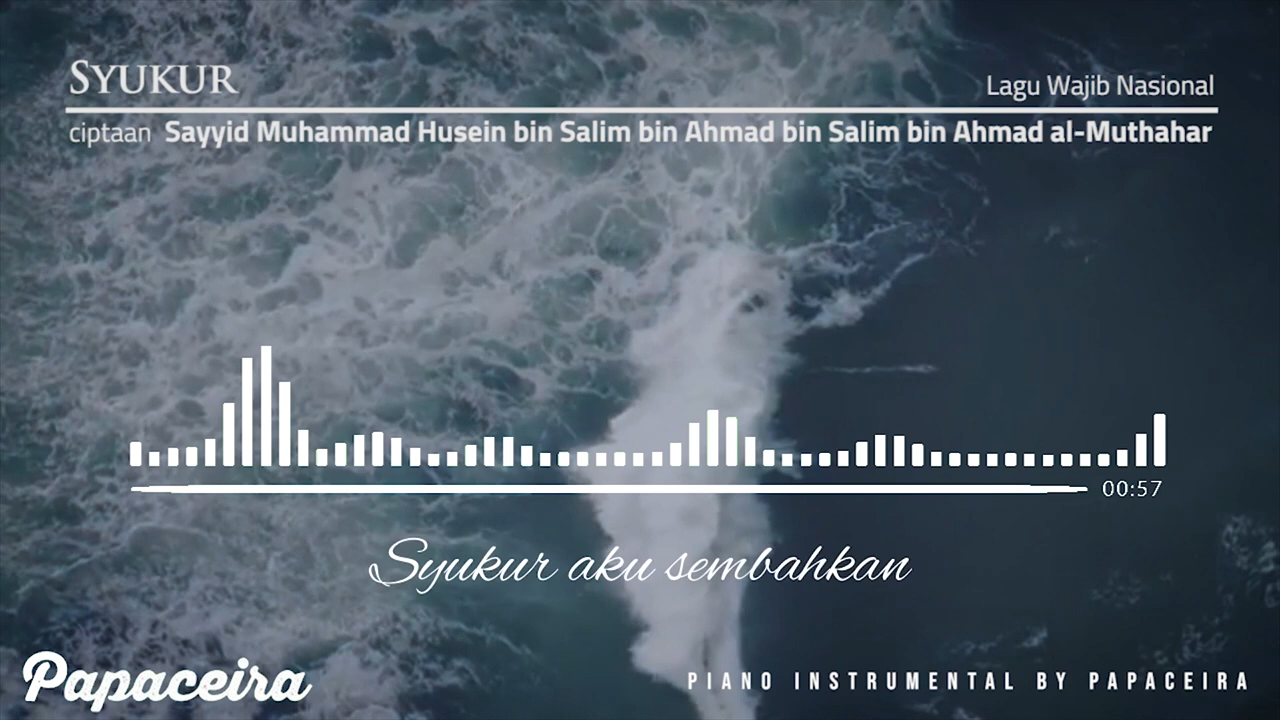 SYUKUR
Lagu Wajib Nasional
ciptaan Sayyid Muhammad Husein bin Salim bin Ahmad bin Salim bin Ahmad al-Muthahar
00:57
Syukur aku sembahkan
Papaceira
PIANO INSTRUMENTAL BY PAPACEIRA